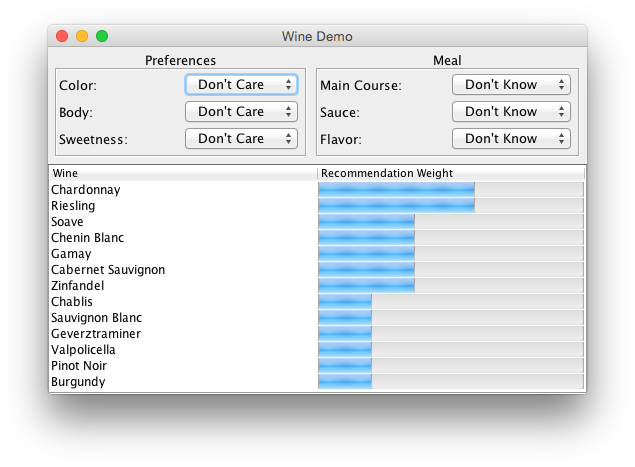 Wine Demo
Preferences
Color: Don't Care
Body: Don't Care
Sweetness: Don't Care
Meal
Main Course: Don't Know
Sauce: Don't Know
Flavor: Don't Know
Wine Recommendation Weight
Chardonnay
Riesling
Soave
Chenin Blanc
Gamay
Cabernet Sauvignon
Zinfandel
Chablis
Sauvignon Blanc
Geverztraminer
Valpolicella
Pinot Noir
Burgundy